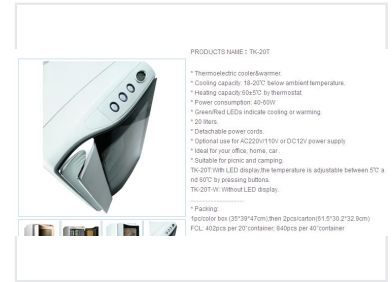 PRODUCTS NAME： TK-20T
* Thermoelectric cooler&warmer.
* Cooling capacity: 18-20℃ below ambient temperature.
* Heating capacity:60±5℃ by thermostat.
* Power consumption: 40-60W
* Green/Red LEDs indicate cooling or warming.
* 20 liters.
* Detachable power cords.
* Optional use for AC220V/110V or DC12V power supply.
* Ideal for your office, home, car .
* Suitable for picnic and camping.
TK-20T:With LED display,the temperature is adjustable between 5℃ a
nd 60℃ by pressing buttons.
TK-20T-W: Without LED display.
* Packing:
1pc/color box (35*39*47cm),then 2pcs/carton(61.5*30.2*32.9cm)
FCL: 402pcs per 20'container; 840pcs per 40'container